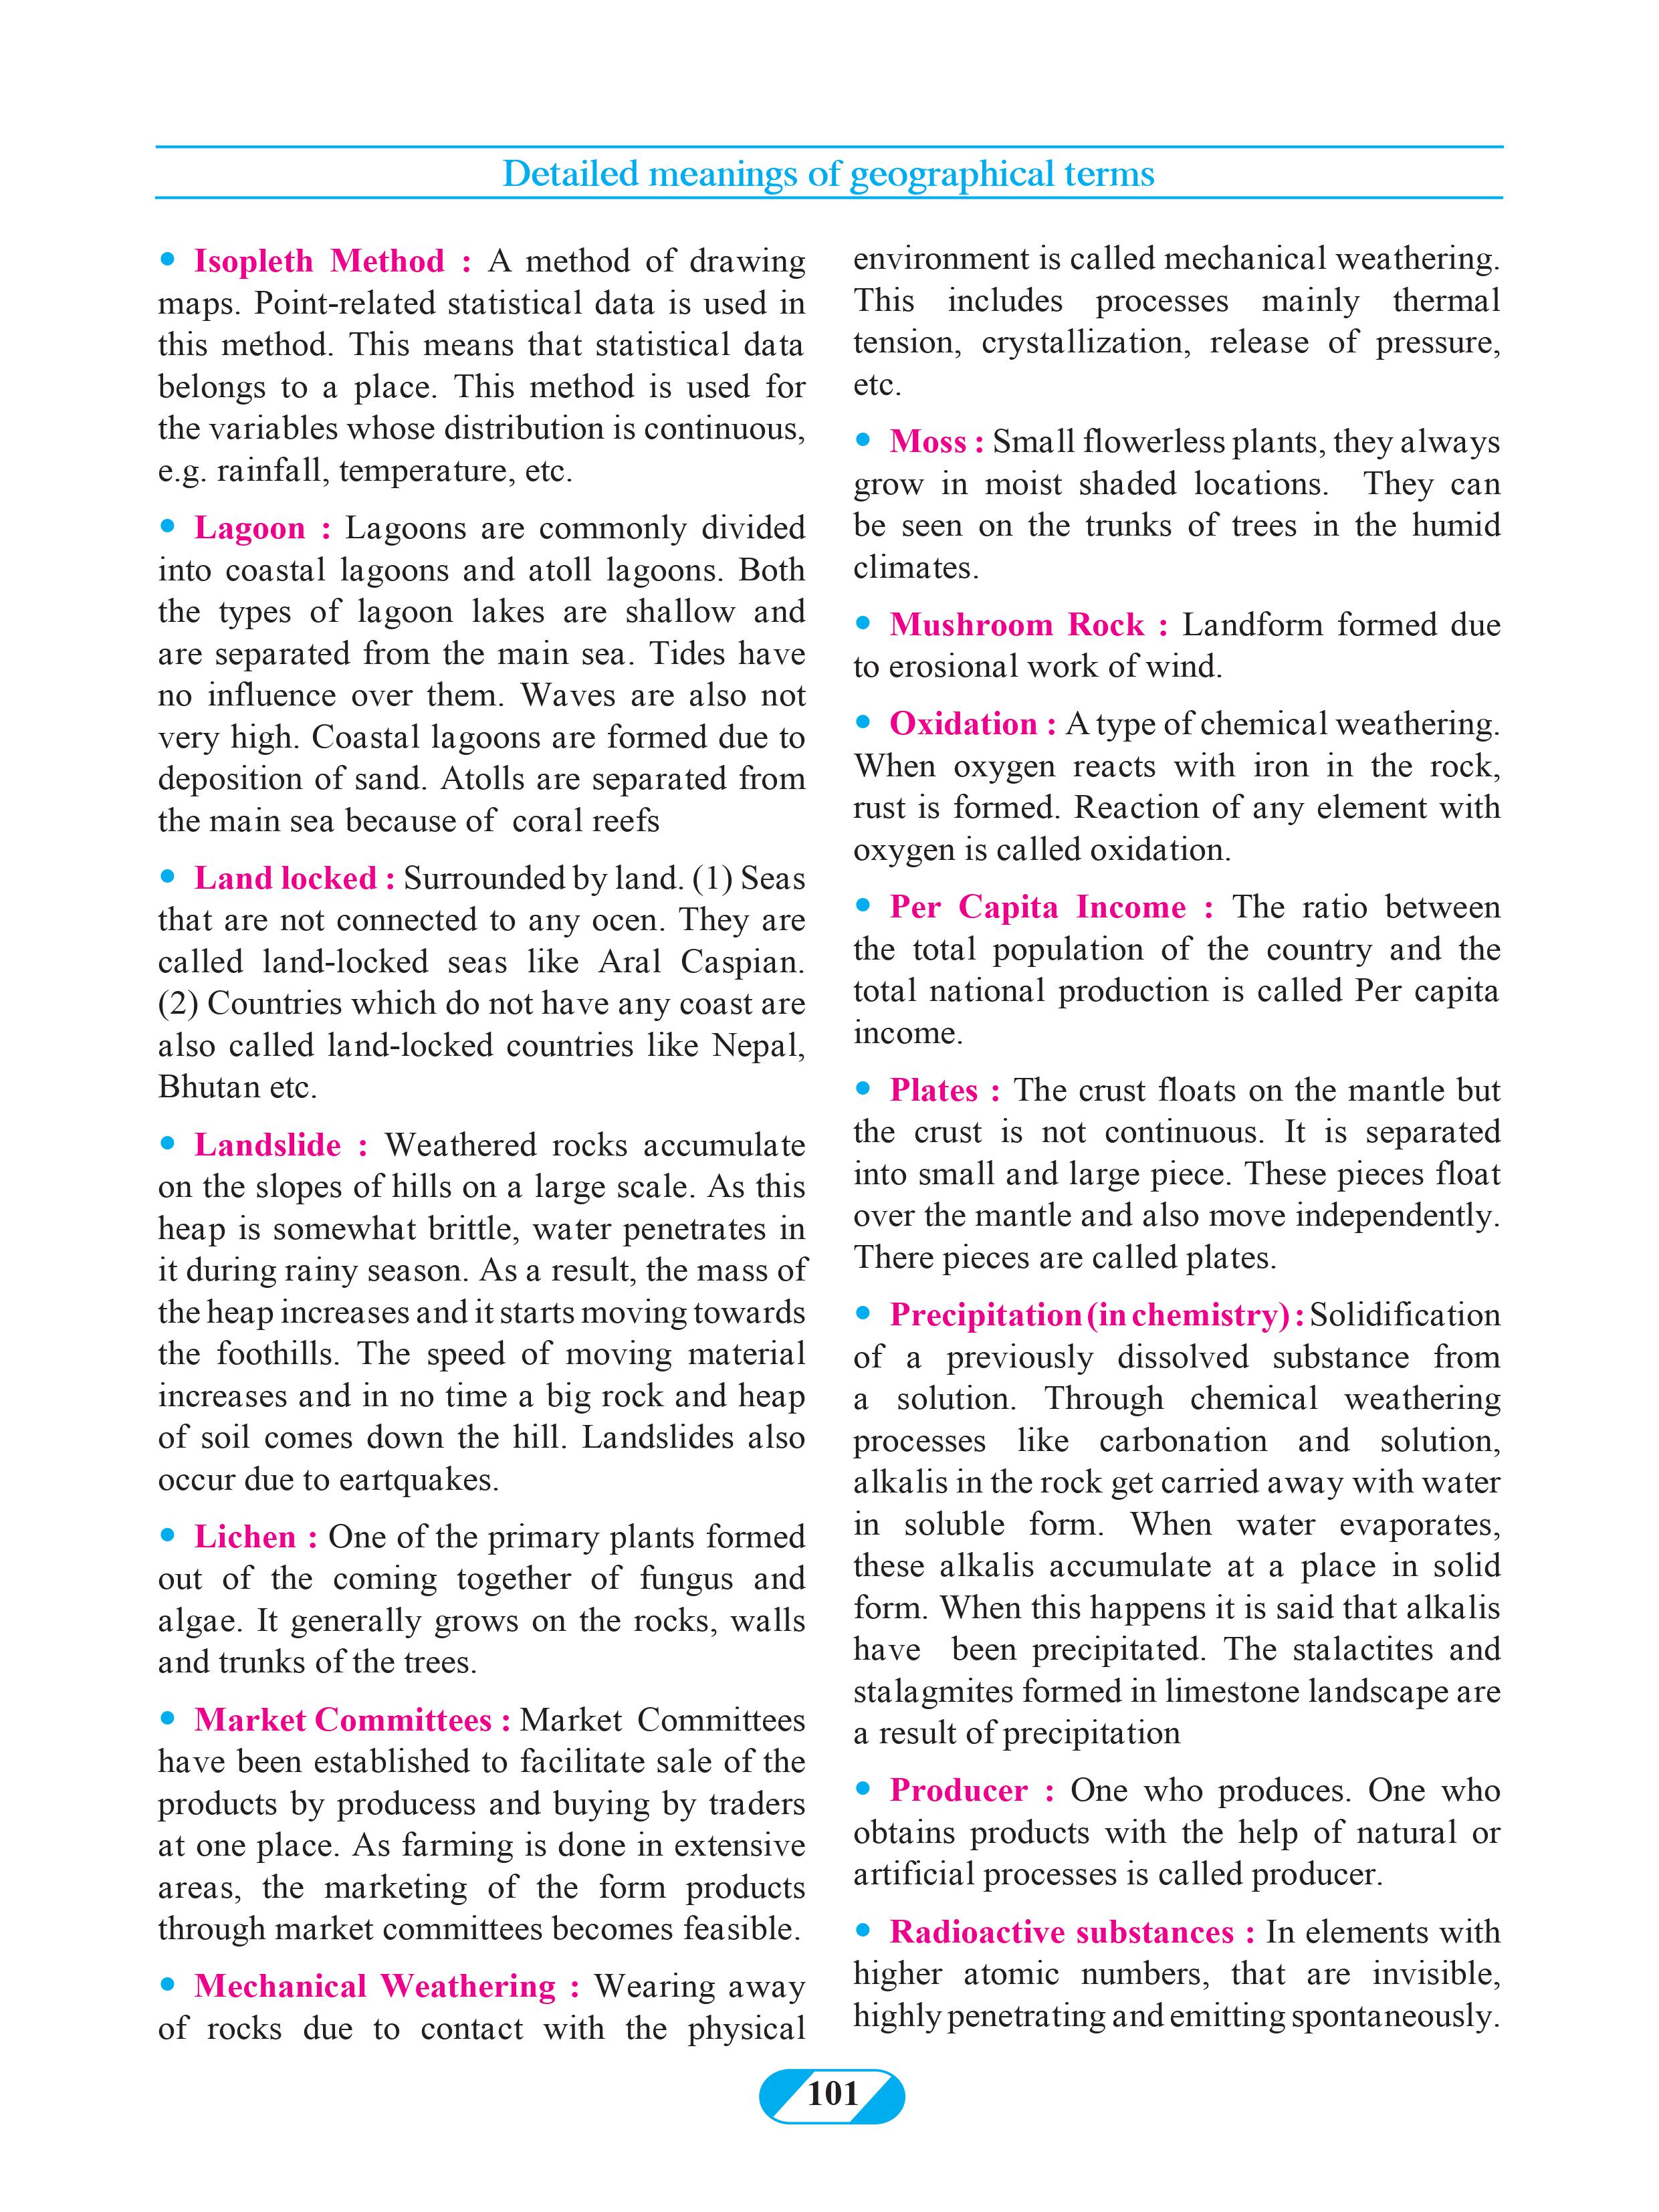 Detailed meanings of geographical terms
• Isopleth Method : A method of drawing
maps. Point-related statistical data is used in
this method. This means that statistical data
belongs to a place. This method is used for
the variables whose distribution is continuous,
e.g. rainfall, temperature, etc.
• Lagoon : Lagoons are commonly divided
into coastal lagoons and atoll lagoons. Both
the types of lagoon lakes are shallow and
are separated from the main sea. Tides have
no influence over them. Waves are also not
very high. Coastal lagoons are formed due to
deposition of sand. Atolls are separated from
the main sea because of coral reefs
• Land locked : Surrounded by land. (1) Seas
that are not connected to any ocen. They are
called land-locked seas like Aral Caspian.
(2) Countries which do not have any coast are
also called land-locked countries like Nepal,
Bhutan etc.
• Landslide : Weathered rocks accumulate
on the slopes of hills on a large scale. As this
heap is somewhat brittle, water penetrates in
it during rainy season. As a result, the mass of
the heap increases and it starts moving towards
the foothills. The speed of moving material
increases and in no time a big rock and heap
of soil comes down the hill. Landslides also
occur due to eartquakes.
• Lichen : One of the primary plants formed
out of the coming together of fungus and
algae. It generally grows on the rocks, walls
and trunks of the trees.
• Market Committees : Market Committees
have been established to facilitate sale of the
products by producess and buying by traders
at one place. As farming is done in extensive
areas, the marketing of the form products
through market committees becomes feasible.
• Mechanical Weathering : Wearing away
of rocks due to contact with the physical
environment is called mechanical weathering.
This includes processes mainly thermal
tension, crystallization, release of pressure,
etc.
• Moss : Small flowerless plants, they always
grow in moist shaded locations. They can
be seen on the trunks of trees in the humid
climates.
• Mushroom Rock : Landform formed due
to erosional work of wind.
• Oxidation : A type of chemical weathering.
When oxygen reacts with iron in the rock,
rust is formed. Reaction of any element with
oxygen is called oxidation.
• Per Capita Income : The ratio between
the total population of the country and the
total national production is called Per capita
income.
• Plates : The crust floats on the mantle but
the crust is not continuous. It is separated
into small and large piece. These pieces float
over the mantle and also move independently.
There pieces are called plates.
• Precipitation (in chemistry) : Solidification
of a previously dissolved substance from
a solution. Through chemical weathering
processes like carbonation and solution,
alkalis in the rock get carried away with water
in soluble form. When water evaporates,
these alkalis accumulate at a place in solid
form. When this happens it is said that alkalis
have been precipitated. The stalactites and
stalagmites formed in limestone landscape are
a result of precipitation
• Producer : One who produces. One who
obtains products with the help of natural or
artificial processes is called producer.
• Radioactive substances : In elements with
higher atomic numbers, that are invisible,
highly penetrating and emitting spontaneously.
101